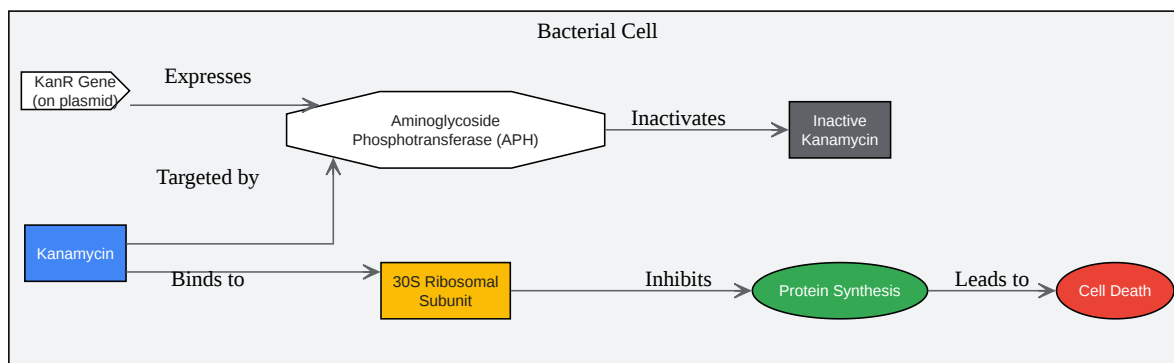 Bacterial Cell
KanR Gene
(on plasmid)
Expresses
Aminoglycoside
Phosphotransferase (APH)
Inactivates
Inactive
Kanamycin
Targeted by
Kanamycin
Binds to
30S Ribosomal
Subunit
Inhibits
Protein Synthesis
Leads to
Cell Death